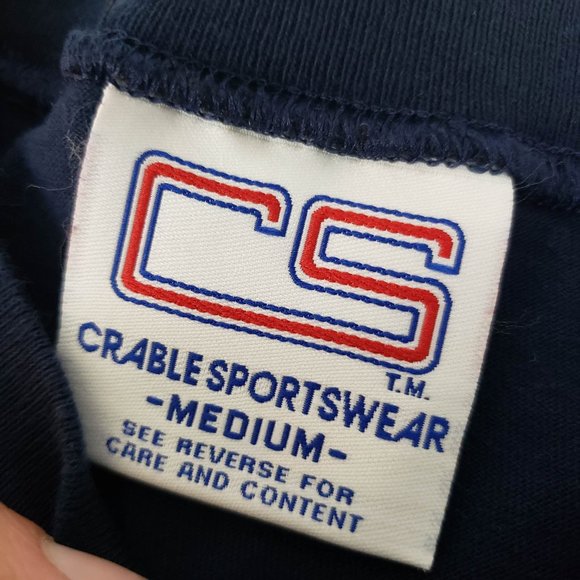 CS
T.M.
CRABLE SPORTSWEAR
-MEDIUM-
SEE REVERSE FOR
CARE AND CONTENT